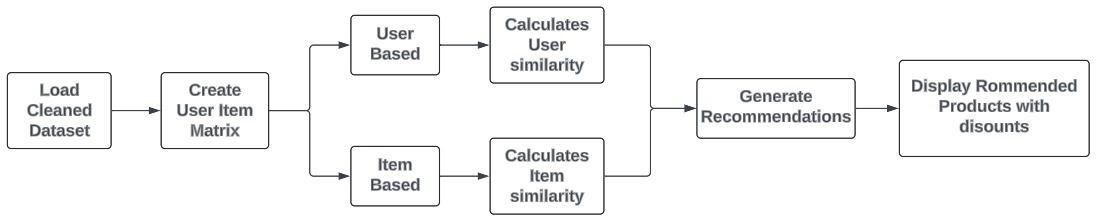 Load
Cleaned
Dataset
Create
User Item
Matrix
User
Based
Calculates
User
similarity
Item
Based
Calculates
Item
similarity
Generate
Recommendations
Display Rommended
Products with
disounts